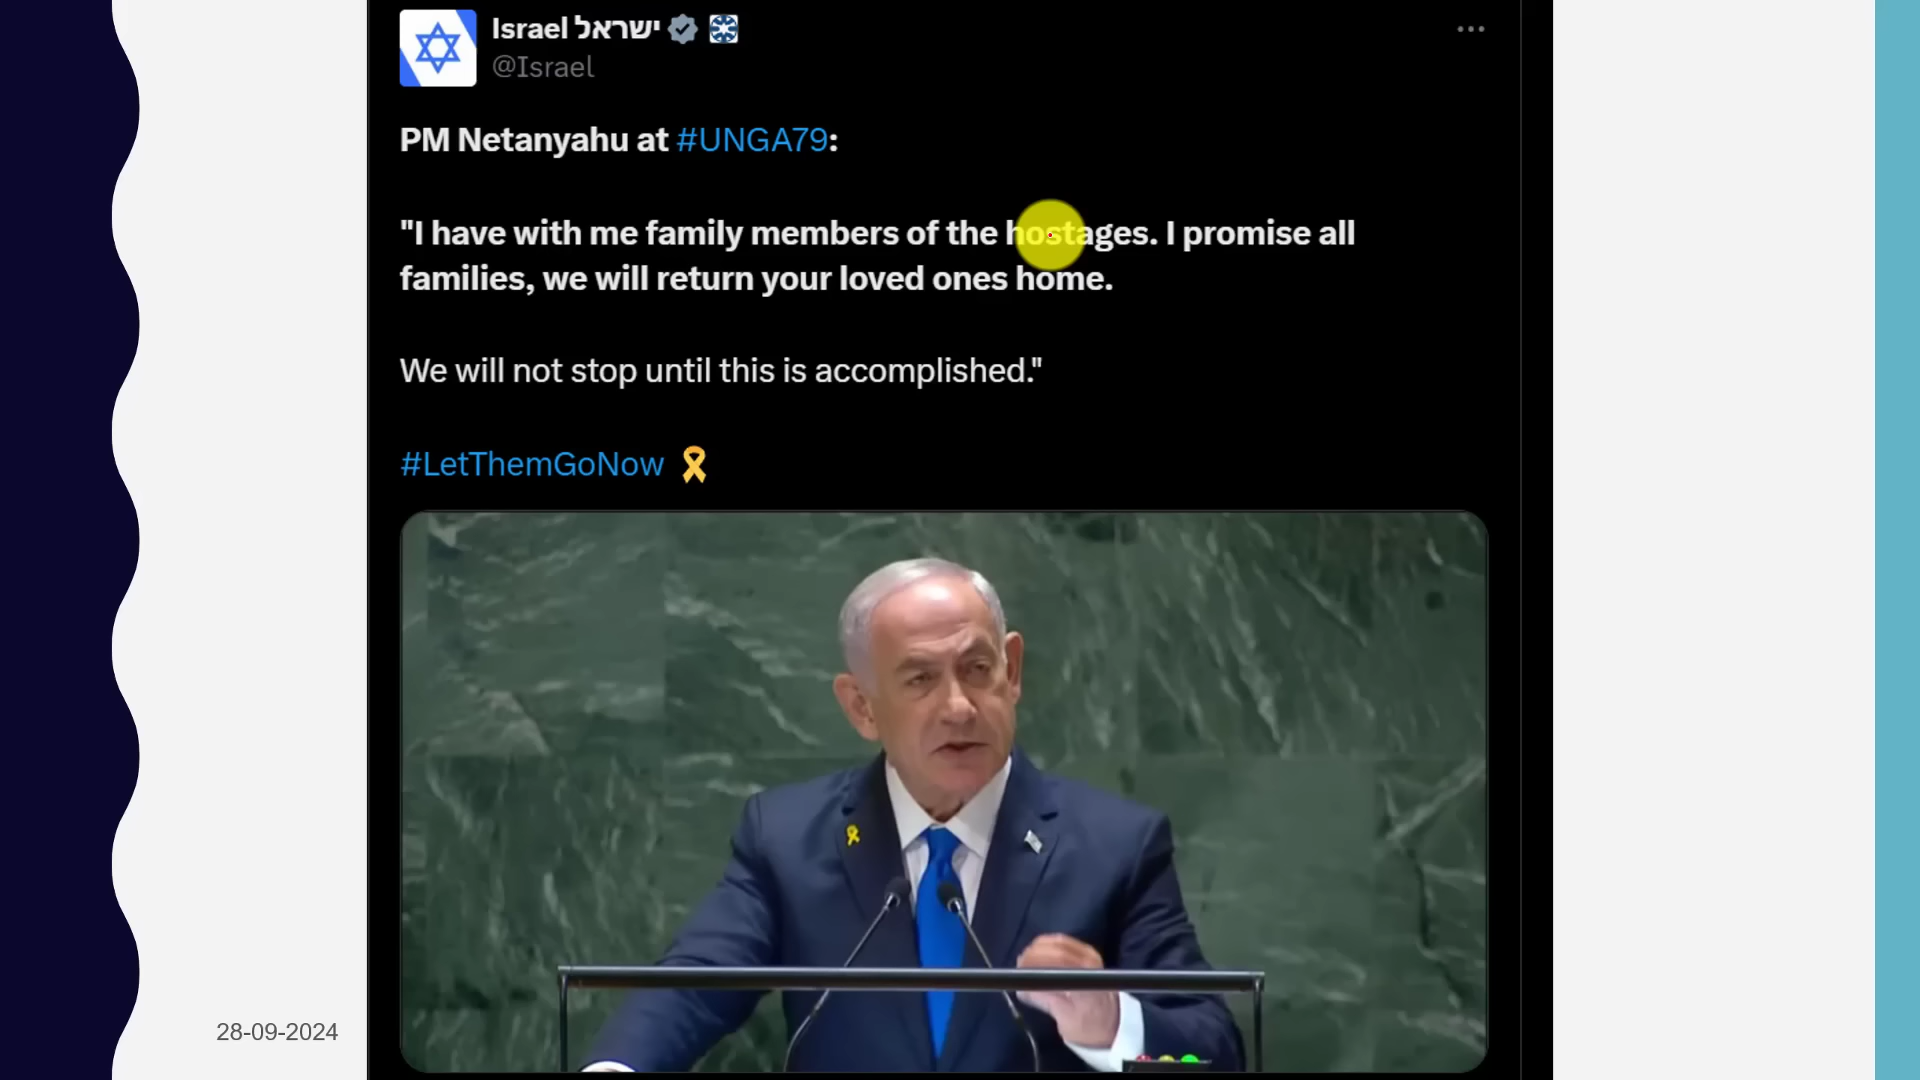 Israel ישראל
@Israel
PM Netanyahu at #UNGA79:
"I have with me family members of the hostages. I promise all
families, we will return your loved ones home.
We will not stop until this is accomplished."
#LetThemGoNow 🎗️
28-09-2024